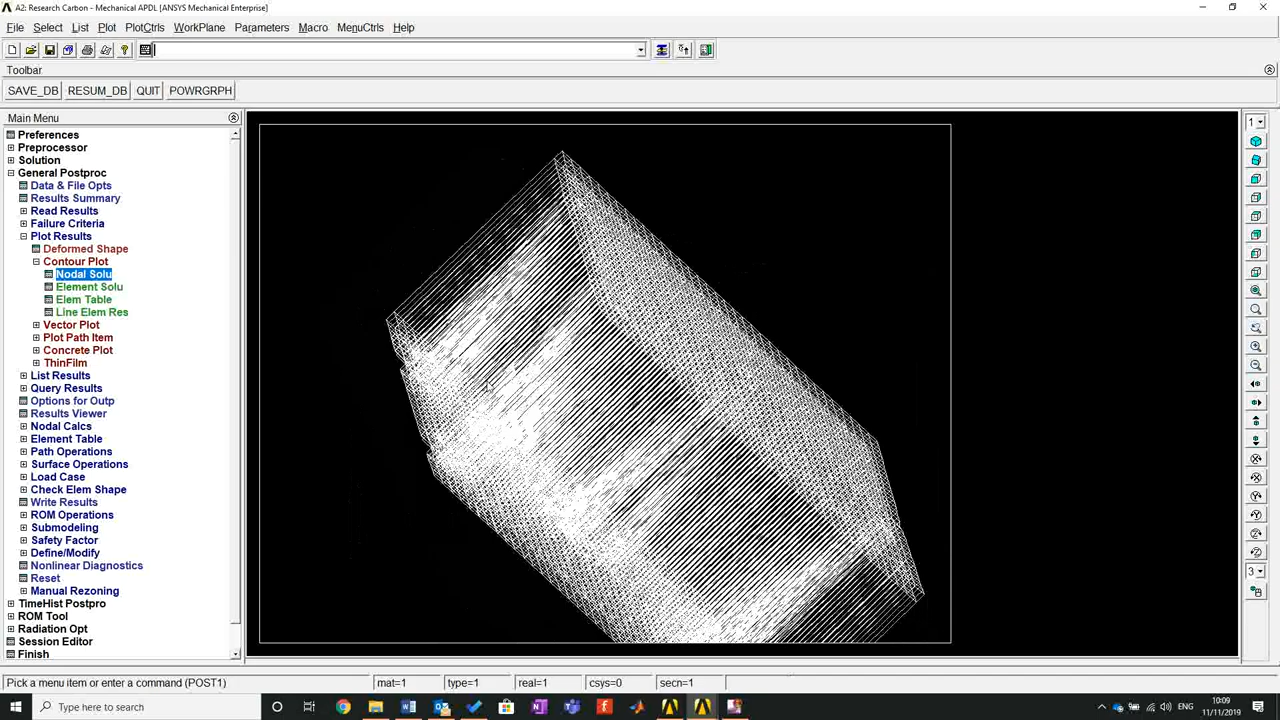 A2: Research Carbon - Mechanical APDL [ANSYS Mechanical Enterprise]
File Select List Plot PlotCtrls WorkPlane Parameters Macro MenuCtrls Help
Toolbar
SAVE_DB RESUM_DB QUIT POWRGRPH
Main Menu
Preferences
Preprocessor
Solution
General Postproc
Data & File Opts
Results Summary
Read Results
Failure Criteria
Plot Results
Deformed Shape
Contour Plot
Nodal Solu
Element Solu
Elem Table
Line Elem Res
Vector Plot
Plot Path Item
Concrete Plot
ThinFilm
List Results
Query Results
Options for Outp
Results Viewer
Nodal Calcs
Element Table
Path Operations
Surface Operations
Load Case
Check Elem Shape
Write Results
ROM Operations
Submodeling
Safety Factor
Define/Modify
Nonlinear Diagnostics
Reset
Manual Rezoning
TimeHist Postpro
ROM Tool
Radiation Opt
Session Editor
Finish
1
3
Pick a menu item or enter a command (POST1) mat=1 type=1 real=1 csys=0 secn=1
Type here to search
ENG
10:09
11/11/2019